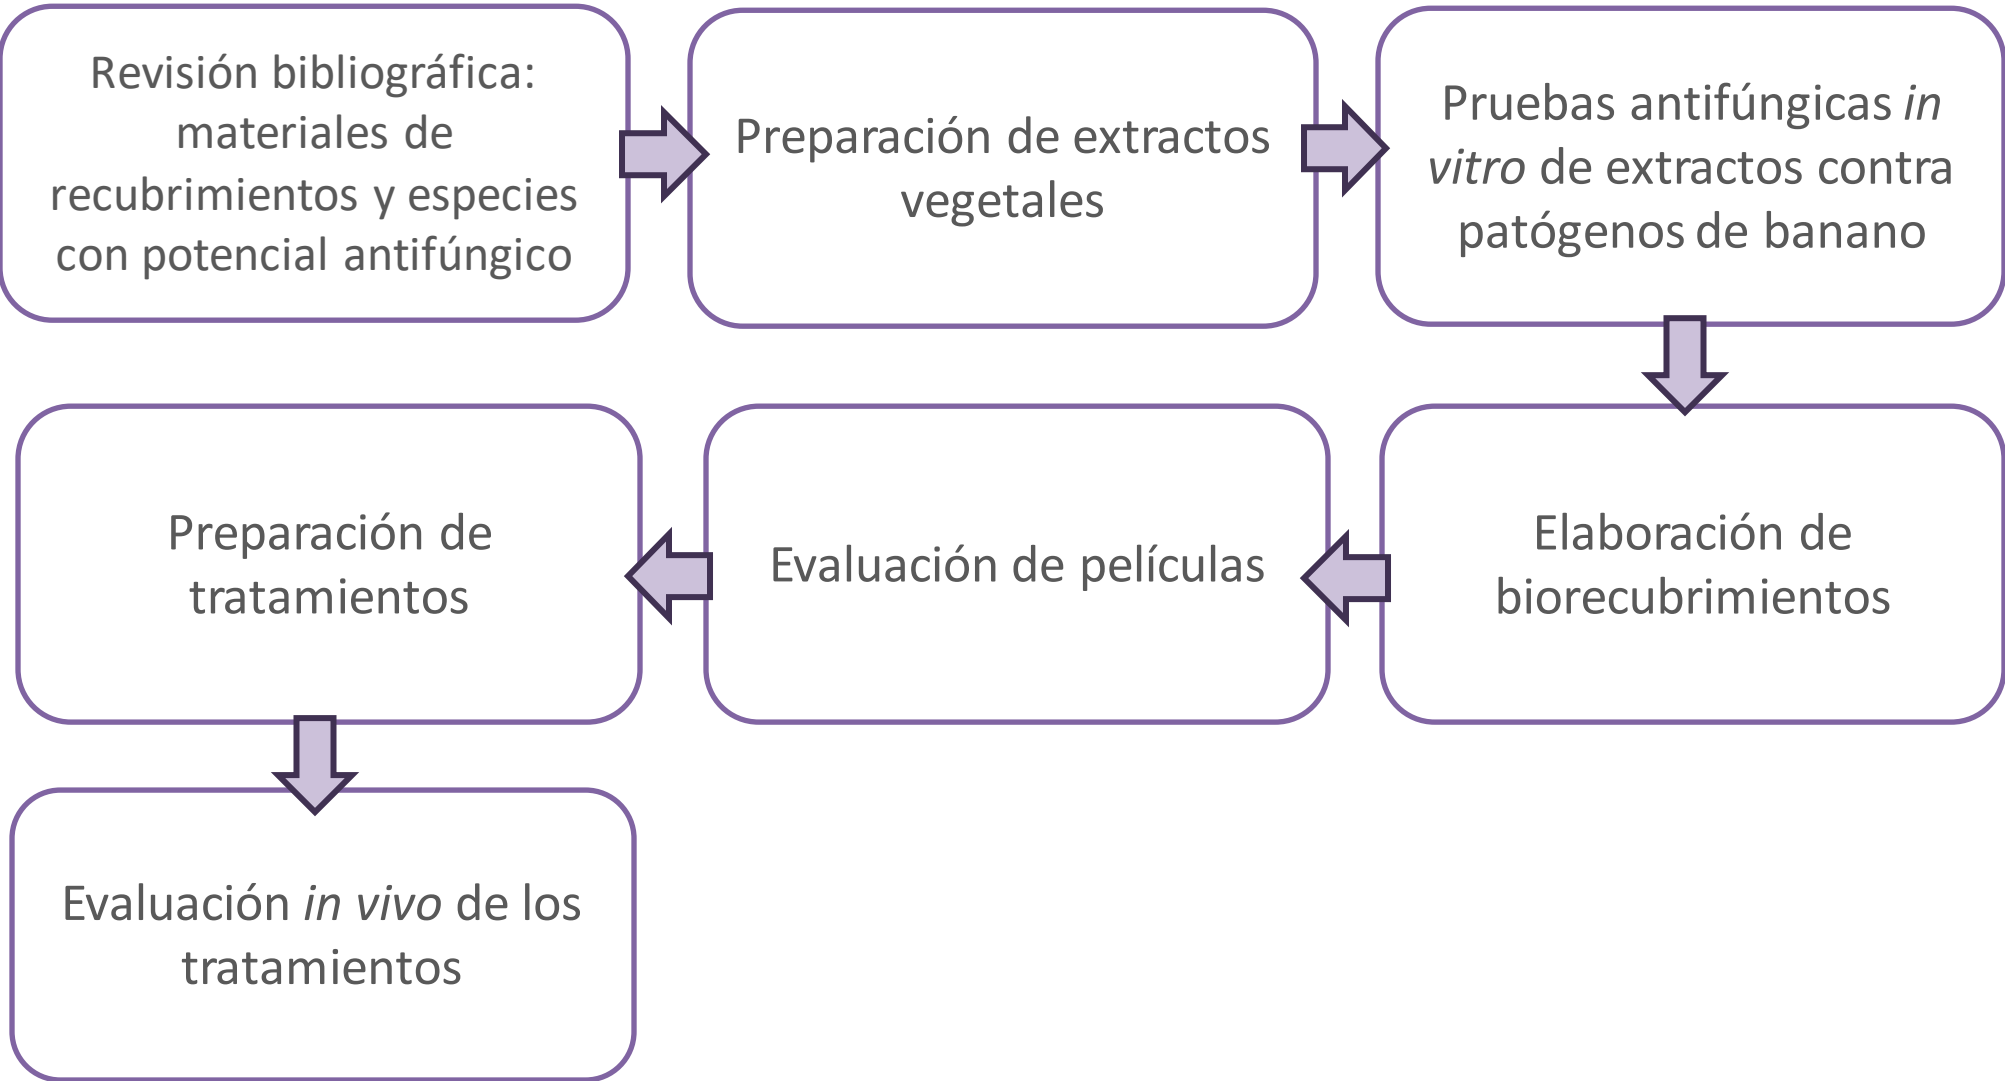 Revisión bibliográfica:
materiales de
recubrimientos y especies
con potencial antifúngico
Preparación de extractos
vegetales
Pruebas antifúngicas in
vitro de extractos contra
patógenos de banano
Elaboración de
biorecubrimientos
Evaluación de películas
Preparación de
tratamientos
Evaluación in vivo de los
tratamientos